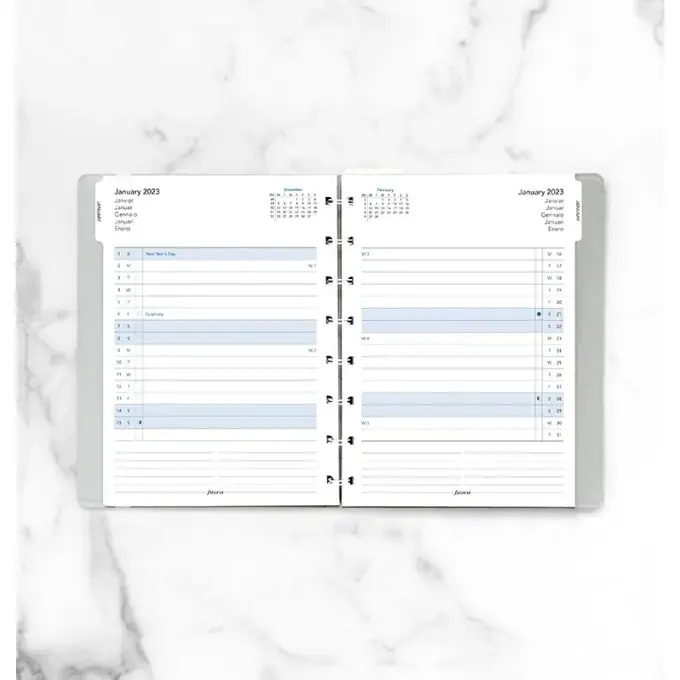 January 2023
Janvier
Januar
Gennaio
Januari
Enero
December
1 S New Year's Day
2 M W 1
3 T
4 W
5 T
6 F Epiphany
7 S
8 S
9 M W 2
10 T
11 W
12 T
13 F
14 S
15 S
filofax
January 2023
Janvier
Januar
Gennaio
Januari
Enero
February
W 3 M 16
T 17
W 18
T 19
F 20
S 21
S 22
W 4 M 23
T 24
W 25
T 26
F 27
S 28
S 29
W 5 M 30
T 31
filofax